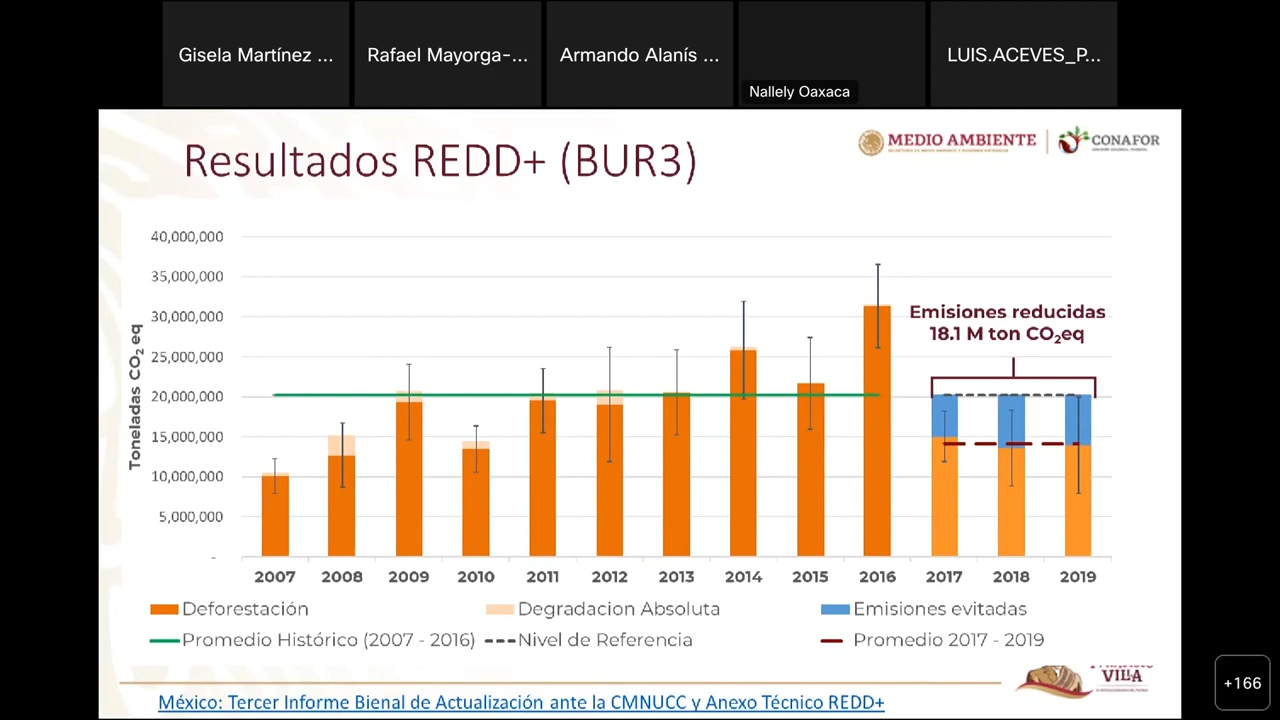 Gisela Martínez ...
Rafael Mayorga-...
Armando Alanís ...
Nallely Oaxaca
LUIS.ACEVES_P...
Resultados REDD+ (BUR3)
MEDIO AMBIENTE
CONAFOR
Toneladas CO₂ eq
40,000,000
35,000,000
30,000,000
25,000,000
20,000,000
15,000,000
10,000,000
5,000,000
-
Emisiones reducidas
18.1 M ton CO₂eq
2007 2008 2009 2010 2011 2012 2013 2014 2015 2016 2017 2018 2019
Deforestación Degradacion Absoluta Emisiones evitadas
Promedio Histórico (2007 - 2016) Nivel de Referencia Promedio 2017 - 2019
VILLA
México: Tercer Informe Bienal de Actualización ante la CMNUCC y Anexo Técnico REDD+
+166